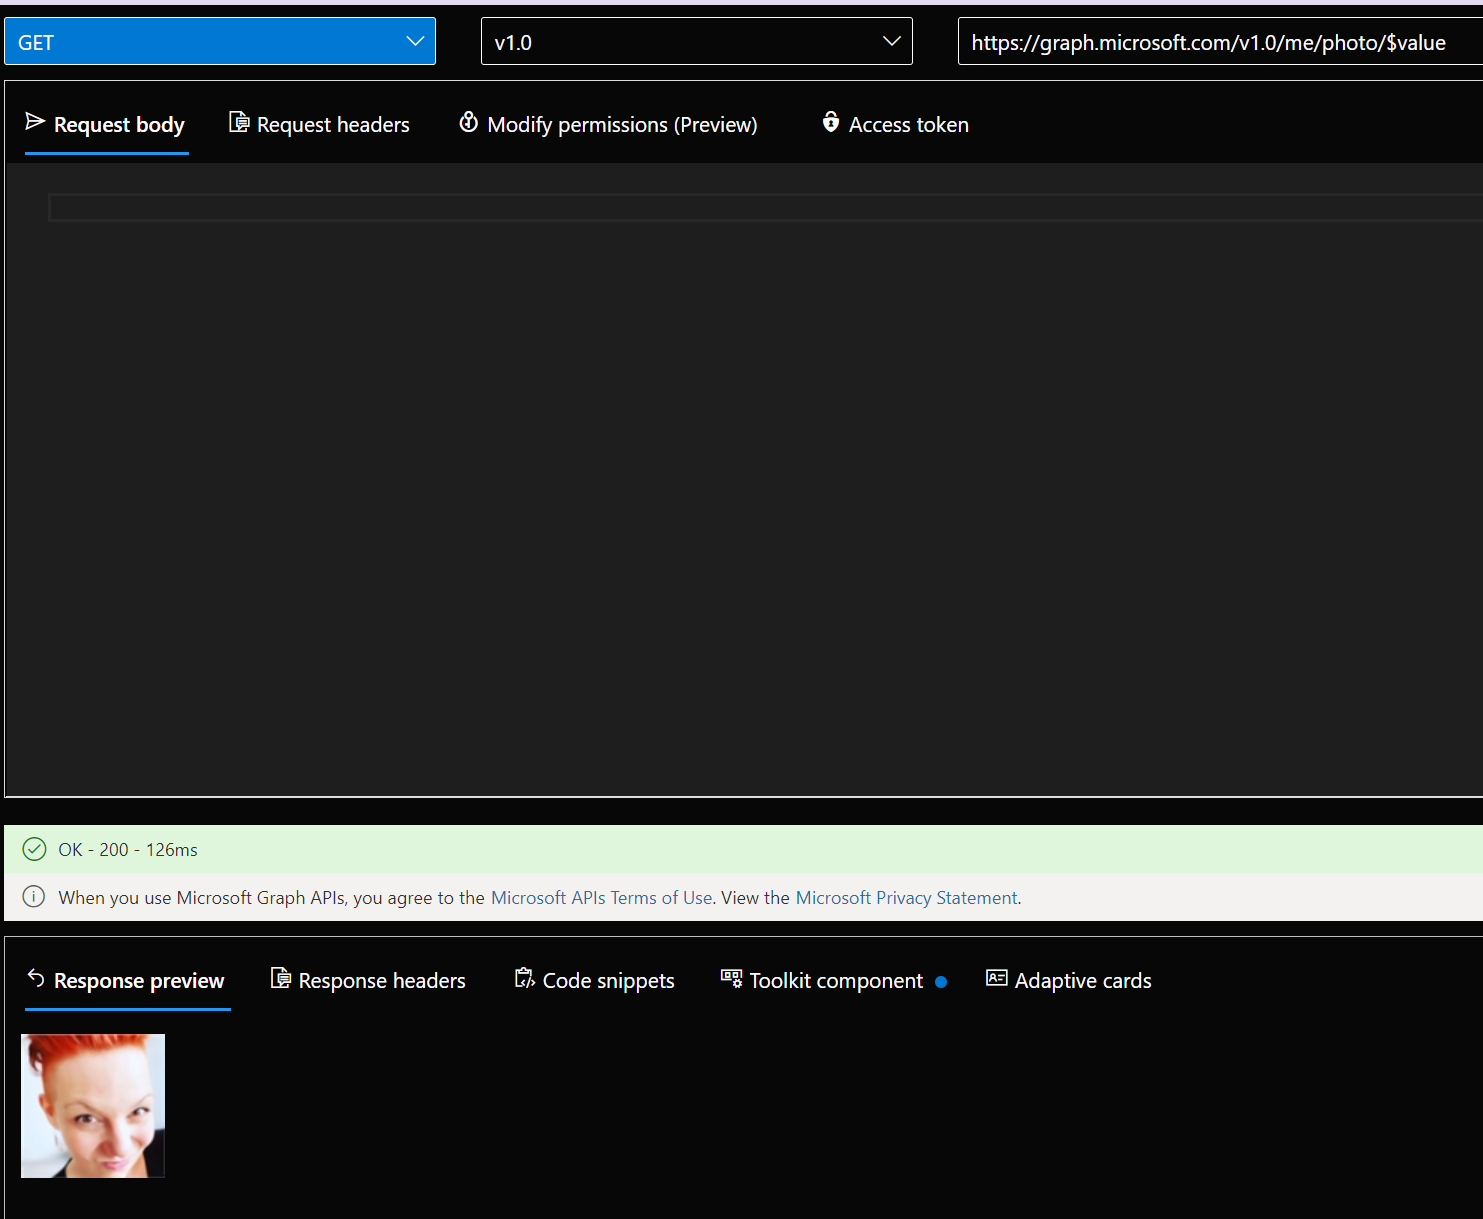 GET
v1.0
https://graph.microsoft.com/v1.0/me/photo/$value
Request body
Request headers
Modify permissions (Preview)
Access token
OK - 200 - 126ms
When you use Microsoft Graph APIs, you agree to the Microsoft APIs Terms of Use. View the Microsoft Privacy Statement.
Response preview
Response headers
Code snippets
Toolkit component
Adaptive cards